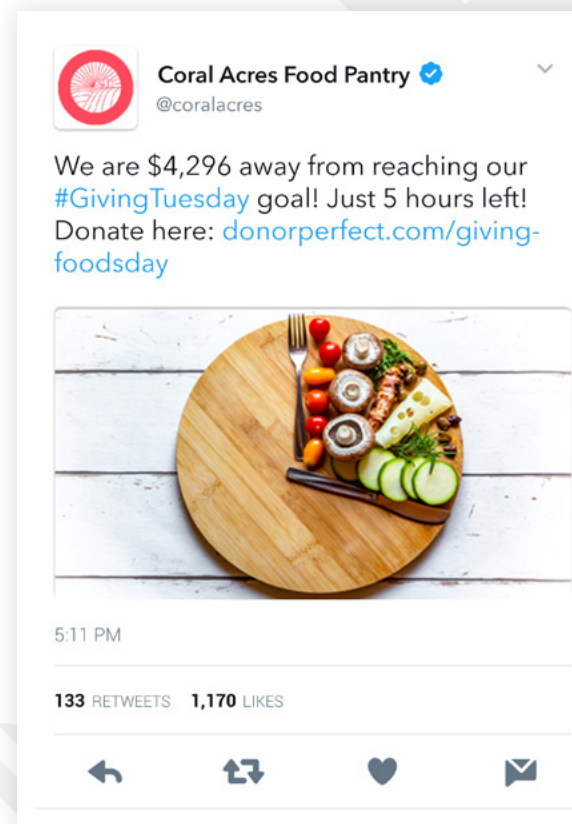 Coral Acres Food Pantry
@coralacres
We are $4,296 away from reaching our
#GivingTuesday goal! Just 5 hours left!
Donate here: donorperfect.com/giving-
foodsday
5:11 PM
133 RETWEETS 1,170 LIKES